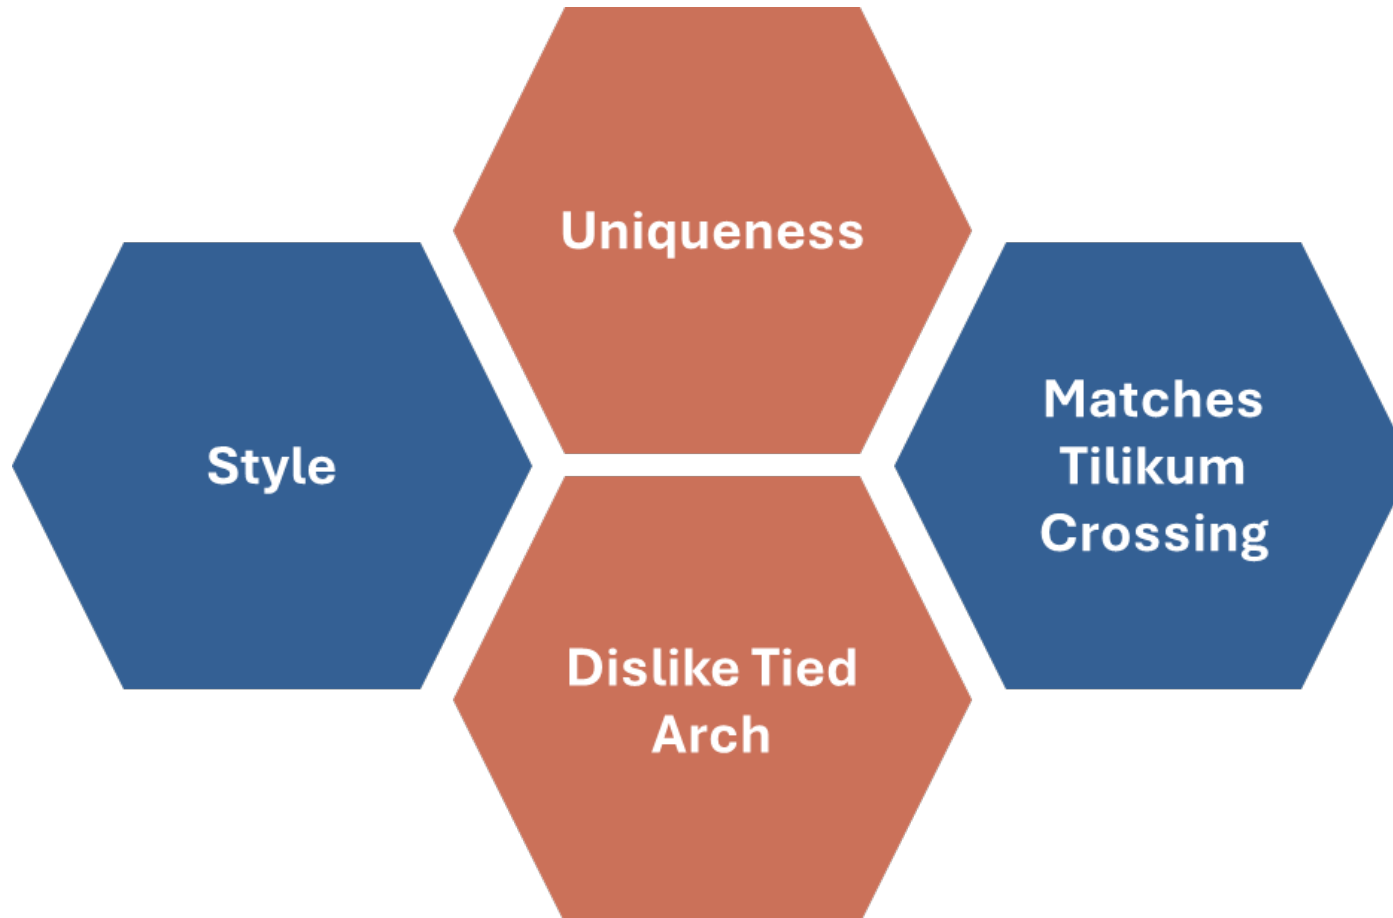 Uniqueness
Style
Matches
Tilikum
Crossing
Dislike Tied
Arch